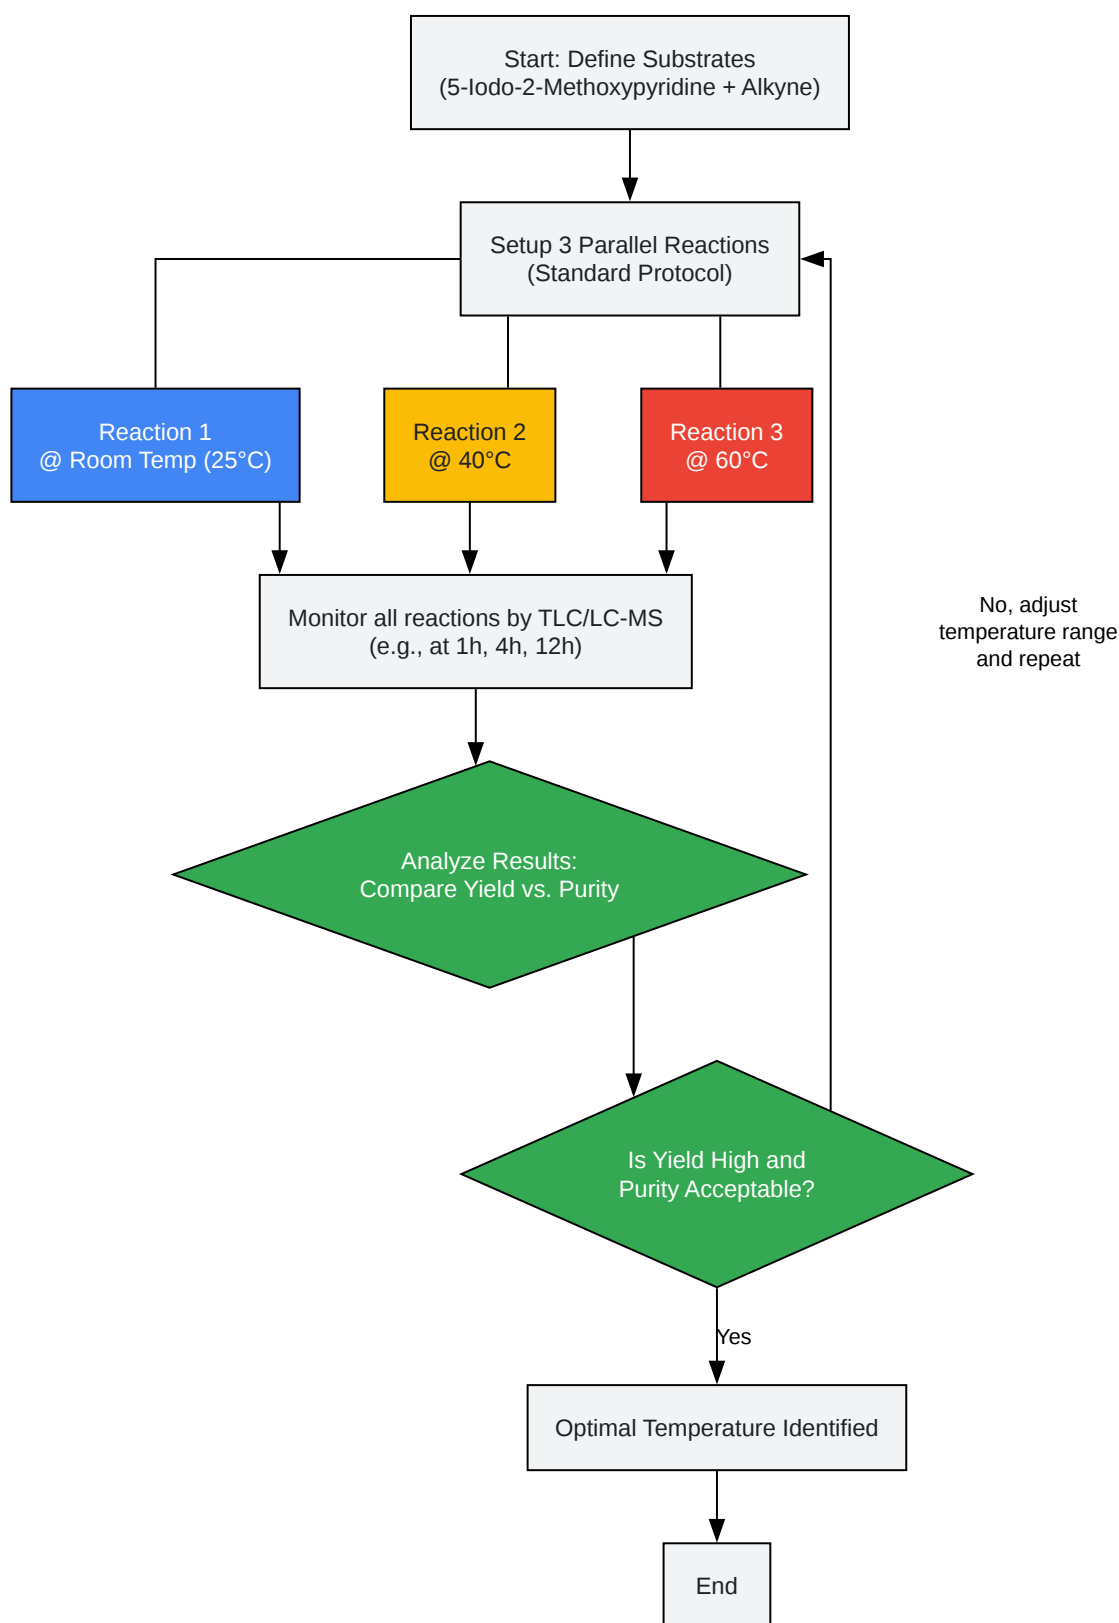 Start: Define Substrates
(5-Iodo-2-Methoxypyridine + Alkyne)
Setup 3 Parallel Reactions
(Standard Protocol)
Reaction 1
@ Room Temp (25°C)
Reaction 2
@ 40°C
Reaction 3
@ 60°C
Monitor all reactions by TLC/LC-MS
(e.g., at 1h, 4h, 12h)
No, adjust
temperature range
and repeat
Analyze Results:
Compare Yield vs. Purity
Is Yield High and
Purity Acceptable?
Yes
Optimal Temperature Identified
End